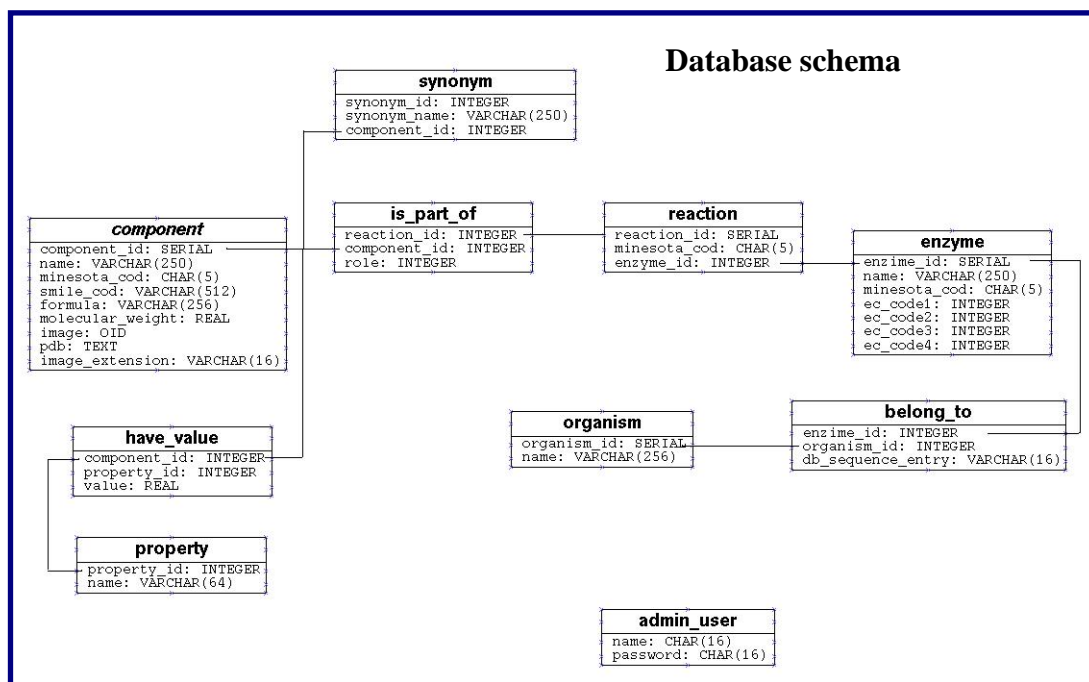 Database schema
synonym
synonym_id: INTEGER
synonym_name: VARCHAR(250)
component_id: INTEGER
component
component_id: SERIAL
name: VARCHAR(250)
minesota_cod: CHAR(5)
smile_cod: VARCHAR(512)
formula: VARCHAR(256)
molecular_weight: REAL
image: OID
pdb: TEXT
image_extension: VARCHAR(16)
is_part_of
reaction_id: INTEGER
component_id: INTEGER
role: INTEGER
reaction
reaction_id: SERIAL
minesota_cod: CHAR(5)
enzyme_id: INTEGER
enzyme
enzime_id: SERIAL
name: VARCHAR(250)
minesota_cod: CHAR(5)
ec_code1: INTEGER
ec_code2: INTEGER
ec_code3: INTEGER
ec_code4: INTEGER
have_value
component_id: INTEGER
property_id: INTEGER
value: REAL
organism
organism_id: SERIAL
name: VARCHAR(256)
belong_to
enzime_id: INTEGER
organism_id: INTEGER
db_sequence_entry: VARCHAR(16)
property
property_id: INTEGER
name: VARCHAR(64)
admin_user
name: CHAR(16)
password: CHAR(16)